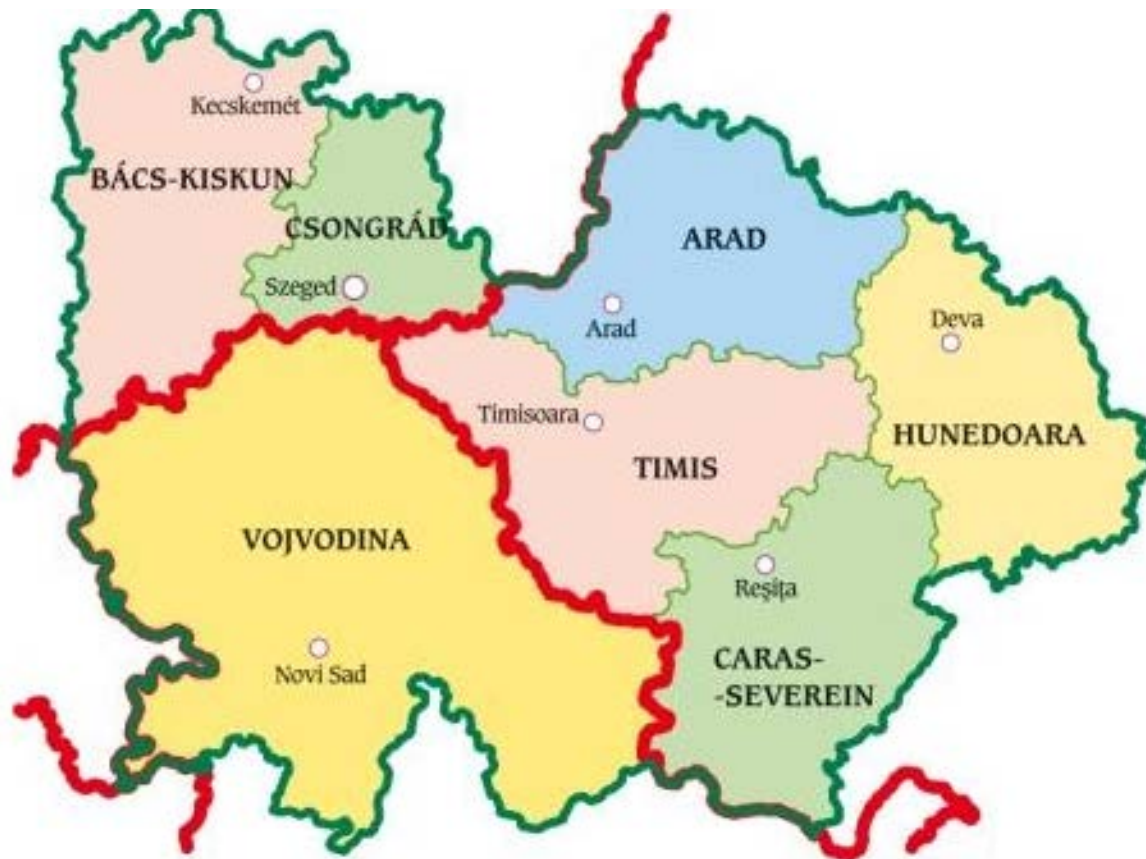 Kecskemét
BÁCS-KISKUN
CSONGRÁD
ARAD
Szeged
Arad
Deva
Timisoara
HUNEDOARA
TIMIS
VOJVODINA
Reşiţa
Novi Sad
CARAS-
-SEVEREIN